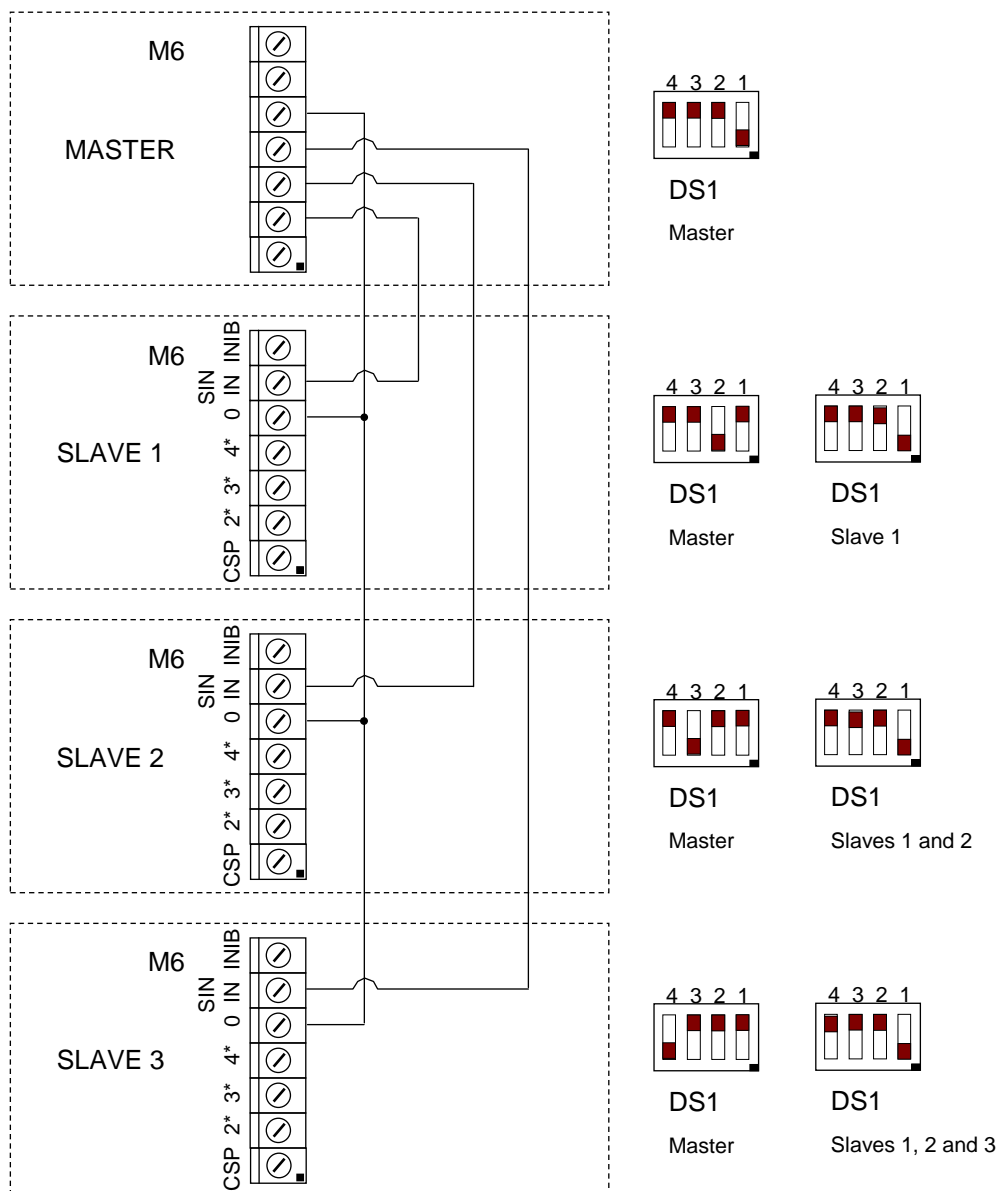 M6
MASTER
4 3 2 1
DS1
Master
M6
SLAVE 1
INIB
SIN
IN
0
4*
3*
2*
CSP
4 3 2 1
DS1
Master
4 3 2 1
DS1
Slave 1
M6
SLAVE 2
INIB
SIN
IN
0
4*
3*
2*
CSP
4 3 2 1
DS1
Master
4 3 2 1
DS1
Slaves 1 and 2
M6
SLAVE 3
INIB
SIN
IN
0
4*
3*
2*
CSP
4 3 2 1
DS1
Master
4 3 2 1
DS1
Slaves 1, 2 and 3